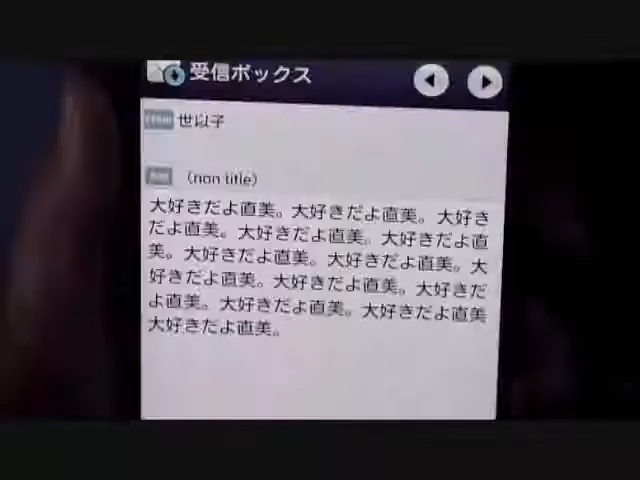 受信ボックス
from 世以子
(non title)
大好きだよ直美。大好きだよ直美。大好き
だよ直美。大好きだよ直美。大好きだよ直
美。大好きだよ直美。大好きだよ直美。大
好きだよ直美。大好きだよ直美。大好きだ
よ直美。大好きだよ直美。大好きだよ直美
大好きだよ直美。